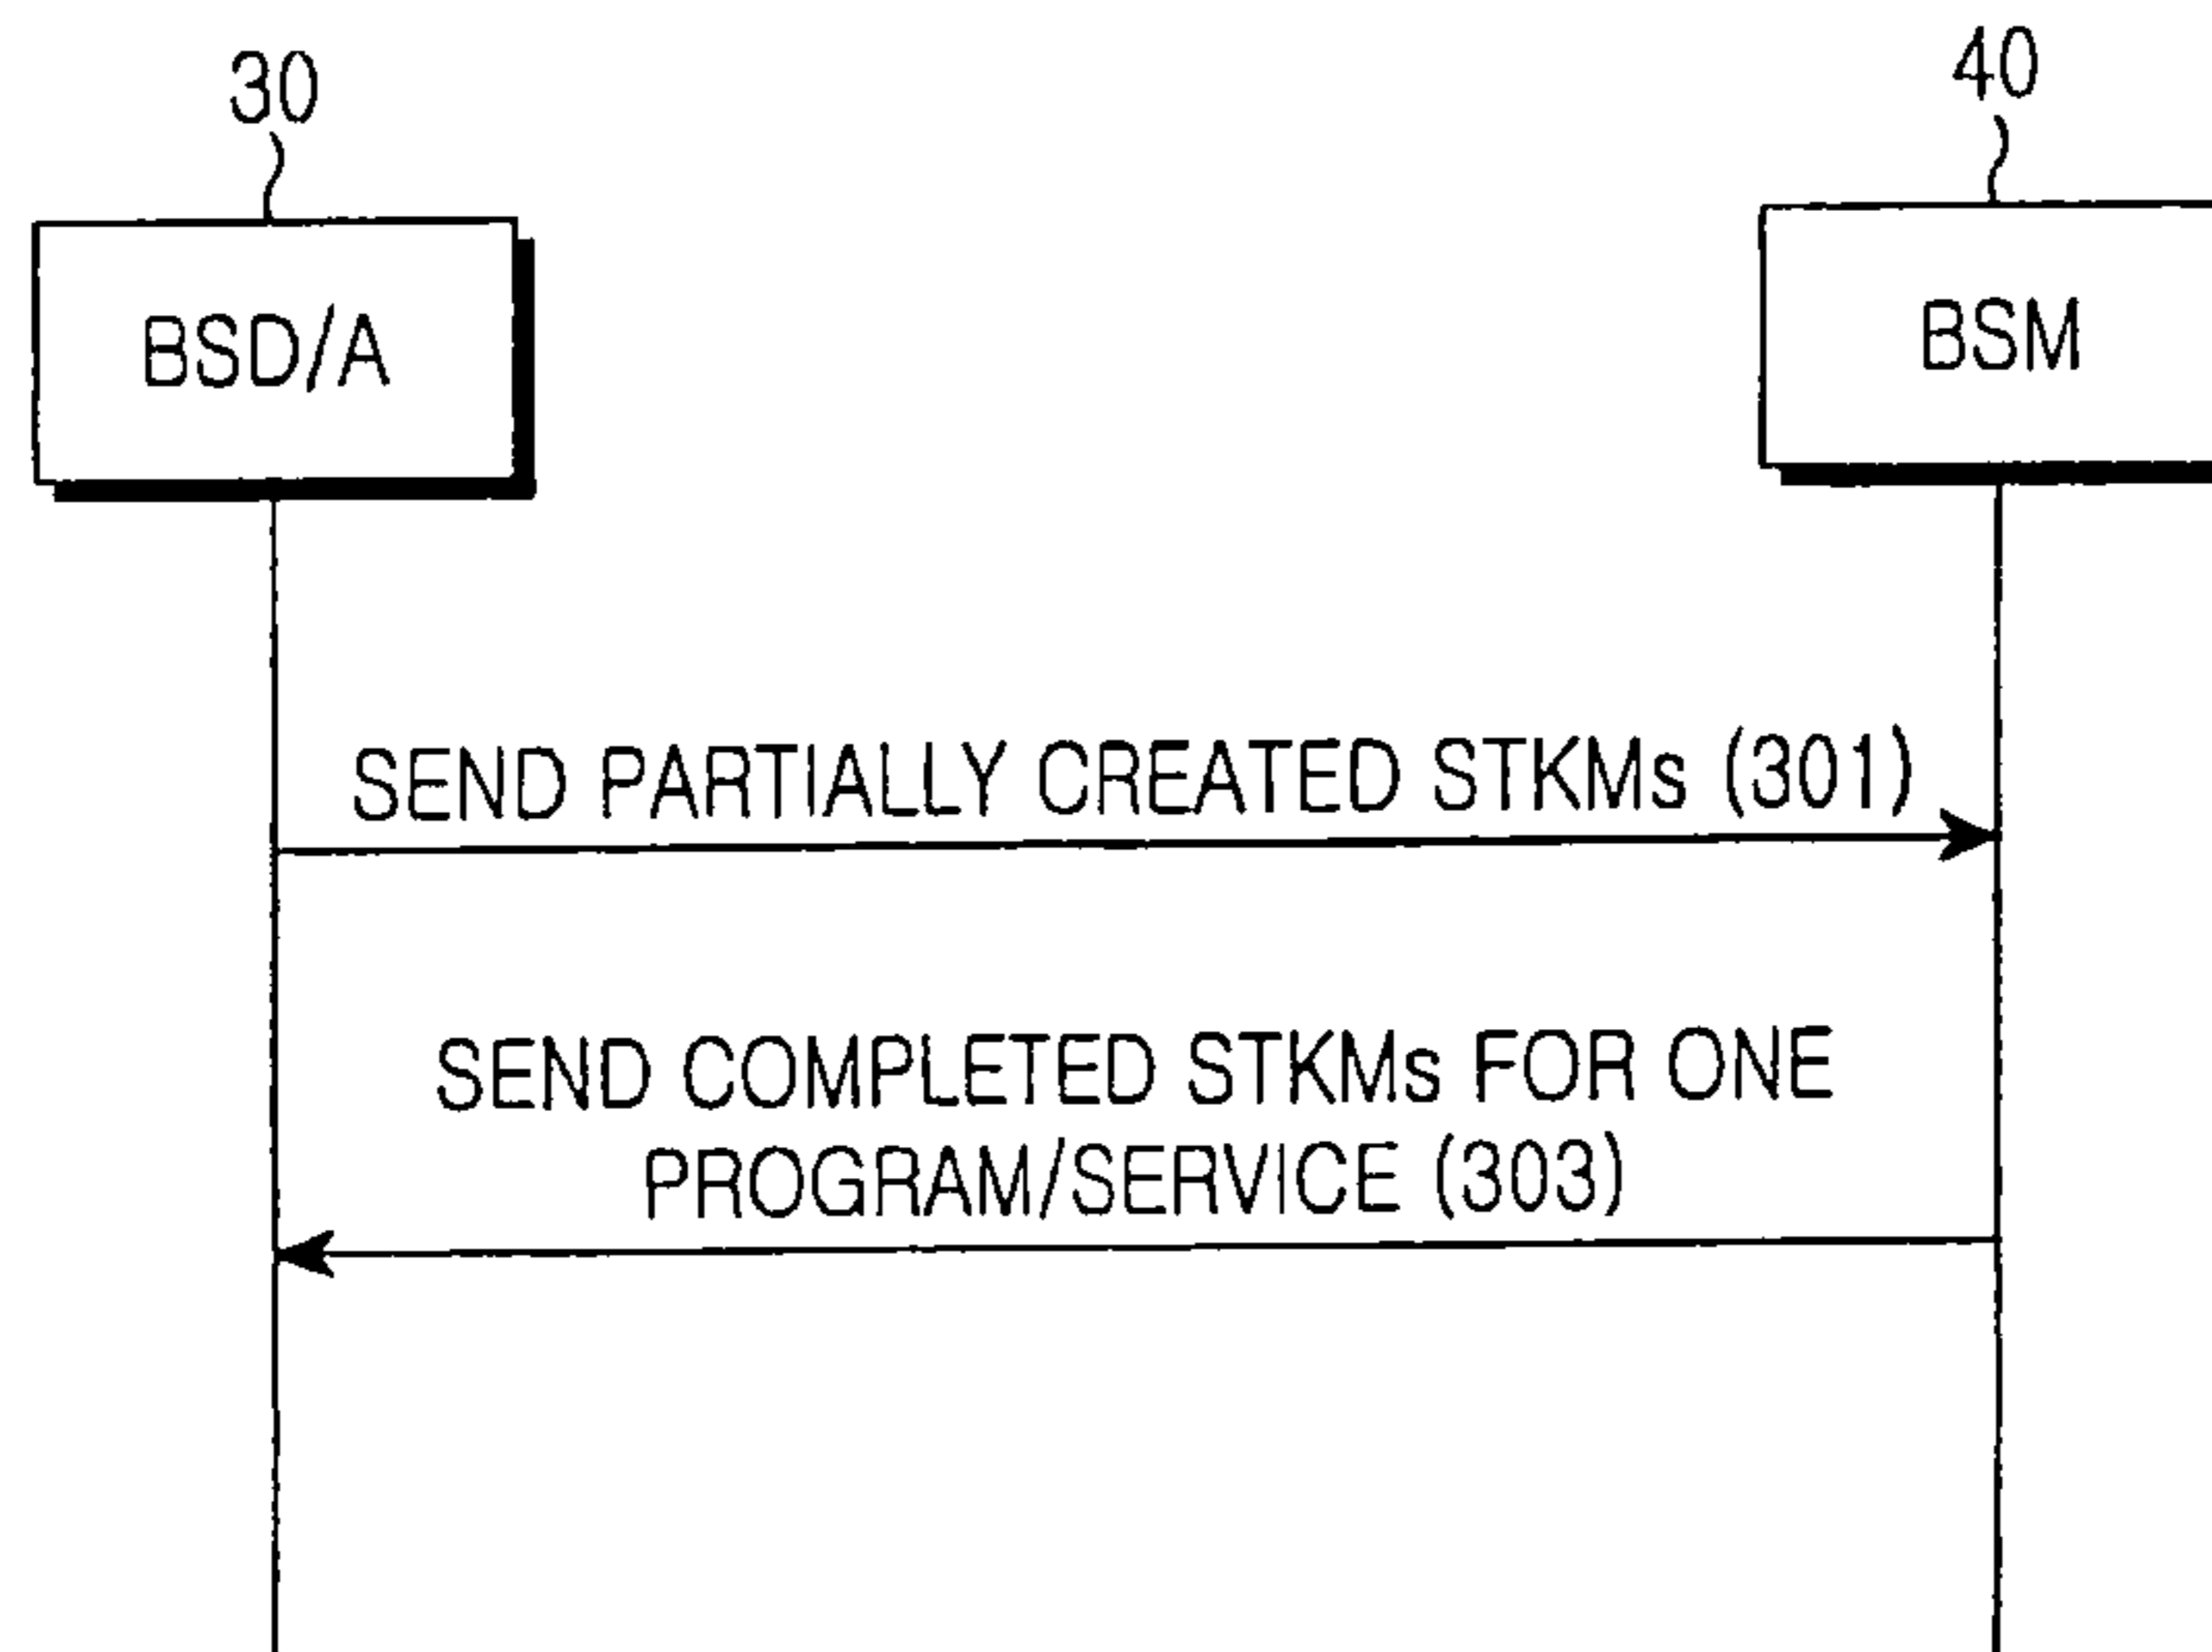 30
40
BSD/A
BSM
SEND PARTIALLY CREATED STKMs (301)
SEND COMPLETED STKMs FOR ONE
PROGRAM/SERVICE (303)